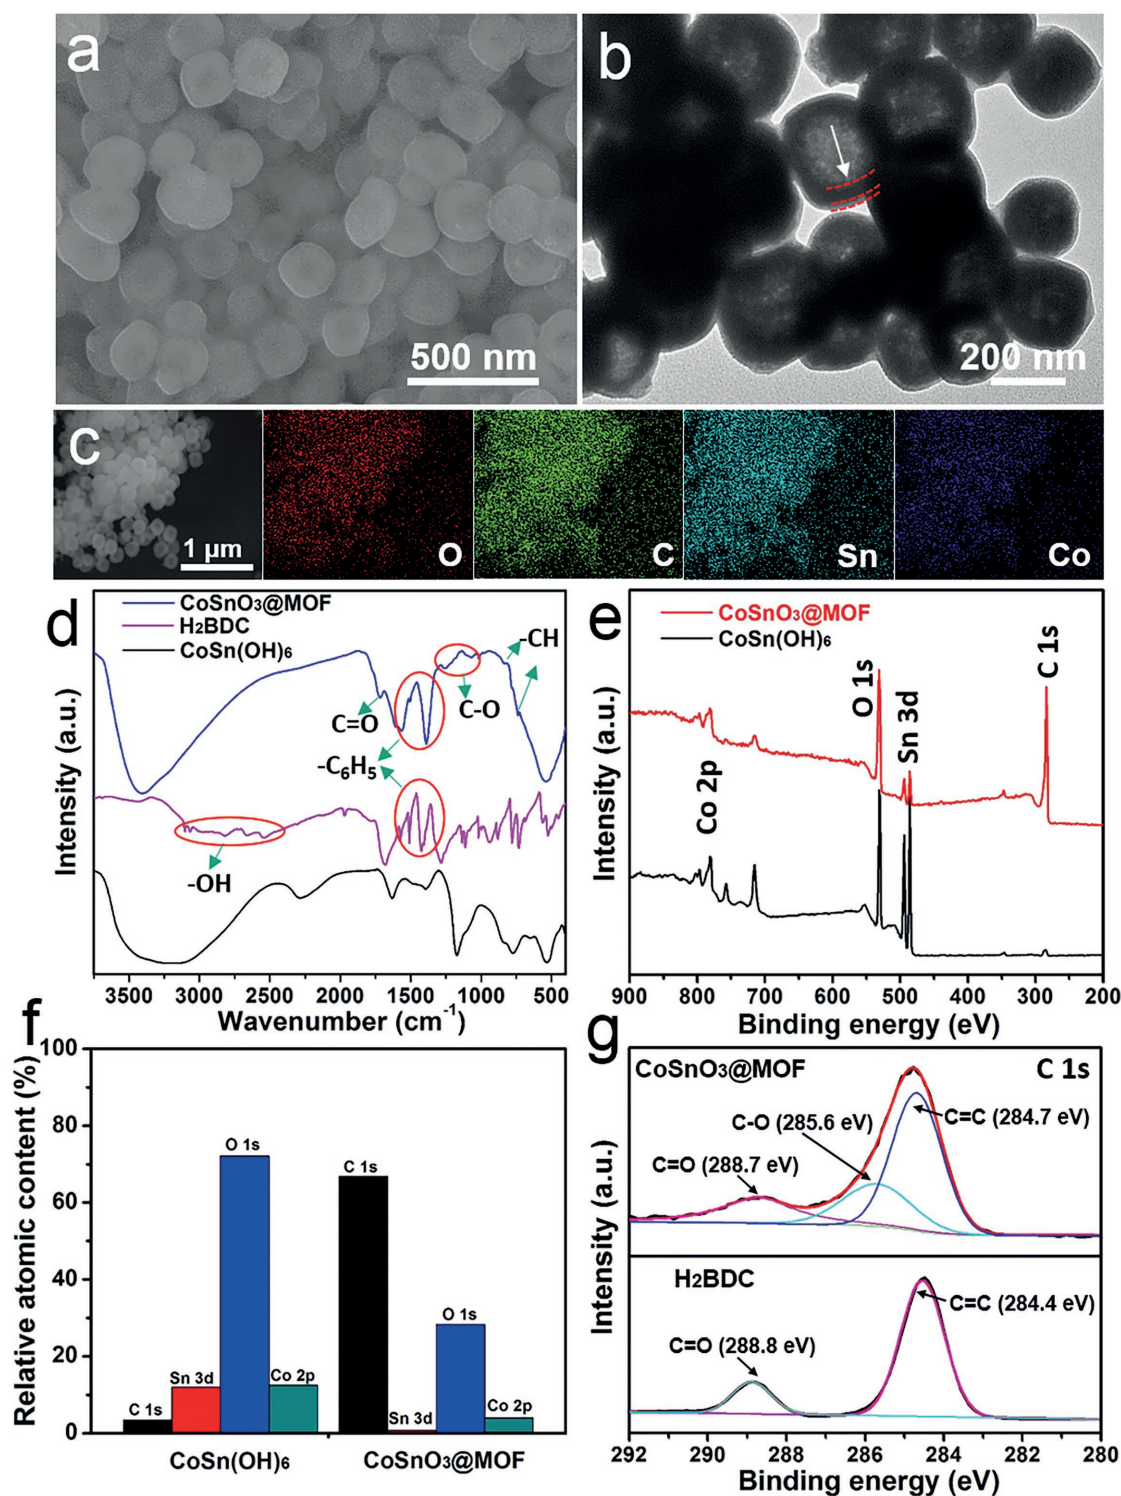 a
500 nm
b
200 nm
c
1 µm
O
C
Sn
Co
d
CoSnO3@MOF
H2BDC
CoSn(OH)6
-CH
C=O
C-O
-C6H5
-OH
Intensity (a.u.)
3500 3000 2500 2000 1500 1000 500
Wavenumber (cm-1)
e
CoSnO3@MOF
CoSn(OH)6
Co 2p
O 1s
Sn 3d
C 1s
Intensity (a.u.)
900 800 700 600 500 400 300 200
Binding energy (eV)
f
Relative atomic content (%)
100
80
60
40
20
0
C 1s
Sn 3d
O 1s
Co 2p
C 1s
Sn 3d
O 1s
Co 2p
CoSn(OH)6 CoSnO3@MOF
g
CoSnO3@MOF
C 1s
C=C (284.7 eV)
C-O (285.6 eV)
C=O (288.7 eV)
H2BDC
C=C (284.4 eV)
C=O (288.8 eV)
Intensity (a.u.)
292 290 288 286 284 282 280
Binding energy (eV)